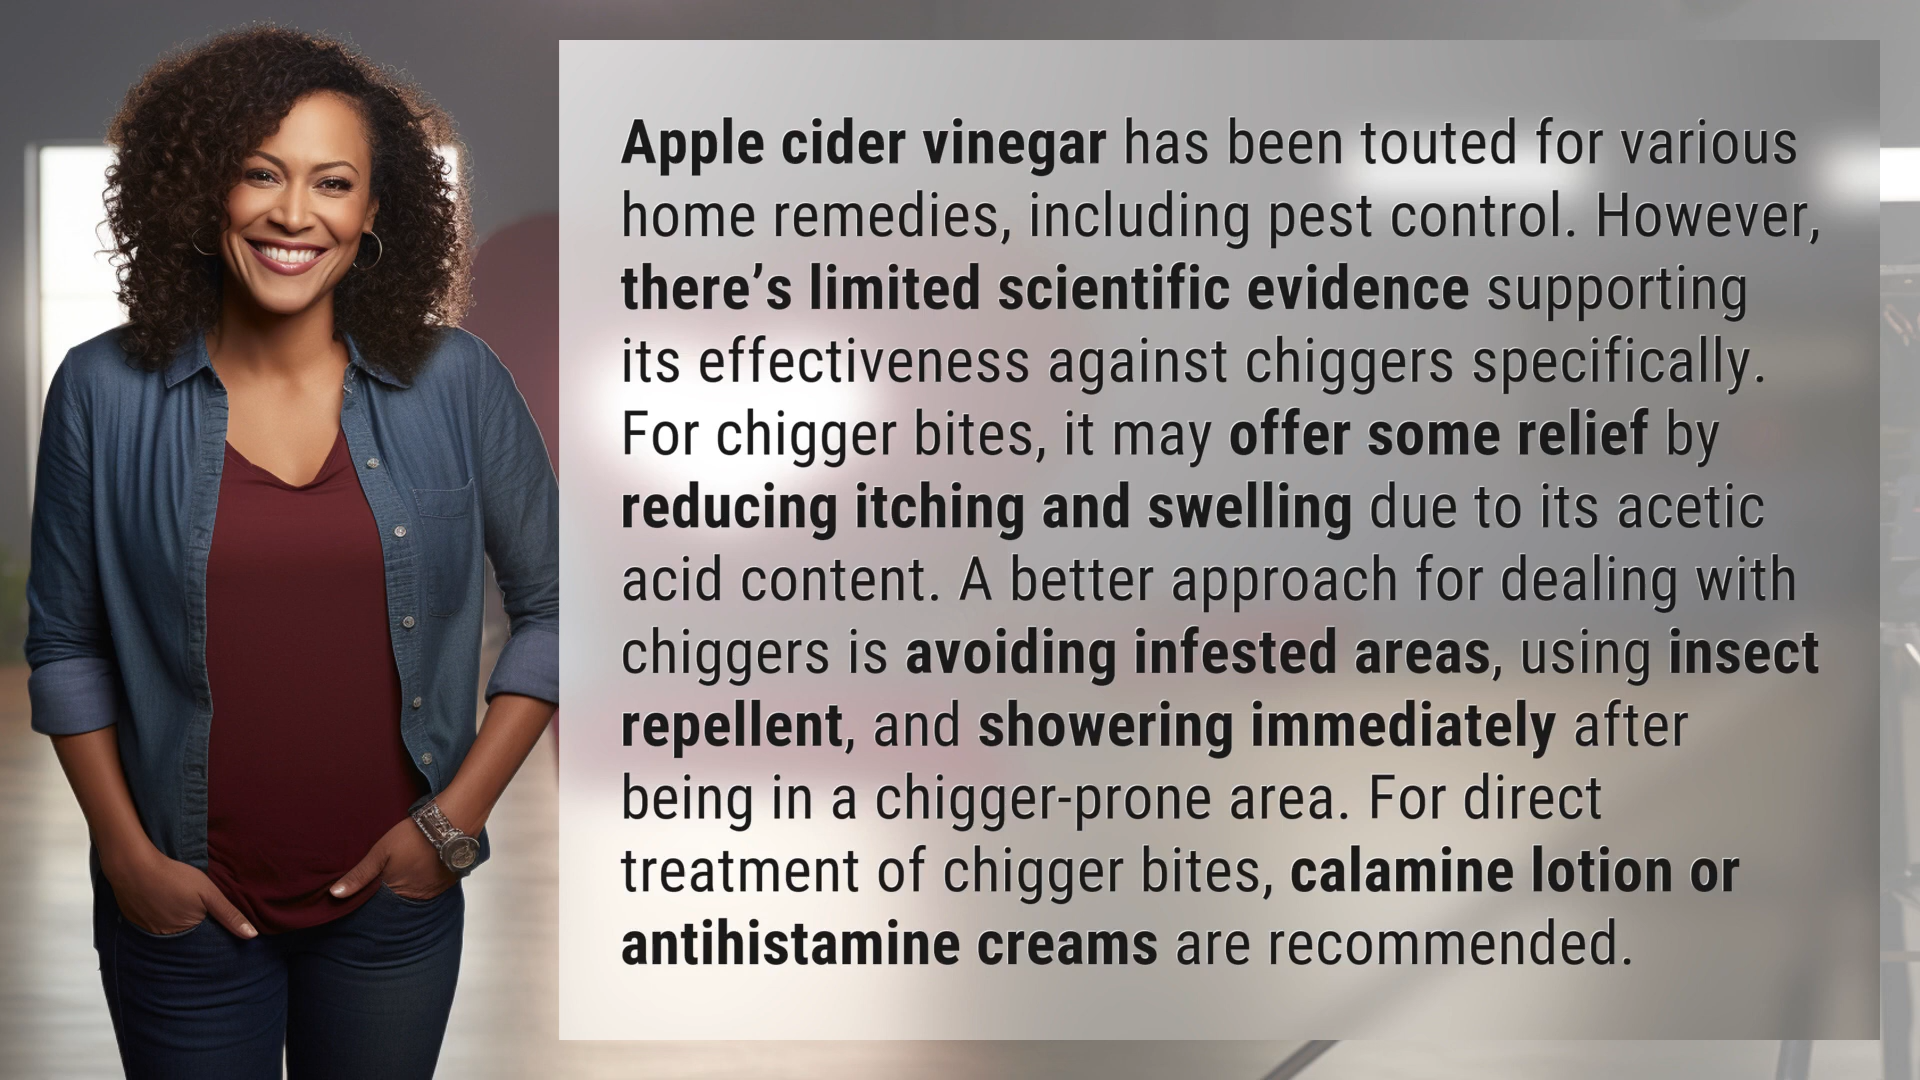 Apple cider vinegar has been touted for various
home remedies, including pest control. However,
there’s limited scientific evidence supporting
its effectiveness against chiggers specifically.
For chigger bites, it may offer some relief by
reducing itching and swelling due to its acetic
acid content. A better approach for dealing with
chiggers is avoiding infested areas, using insect
repellent, and showering immediately after
being in a chigger-prone area. For direct
treatment of chigger bites, calamine lotion or
antihistamine creams are recommended.